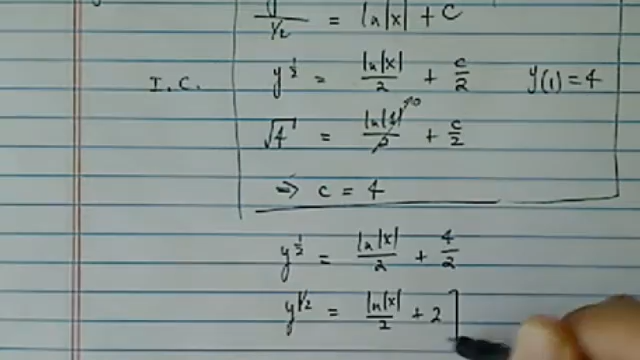 y / 1/2 = ln|x| + C
y^1/2 = ln|x|/2 + c/2 y(1) = 4
I.C.
√4 = ln|1|/2 →0 + c/2
⇒ c = 4
y^1/2 = ln|x|/2 + 4/2
y^1/2 = ln|x|/2 + 2